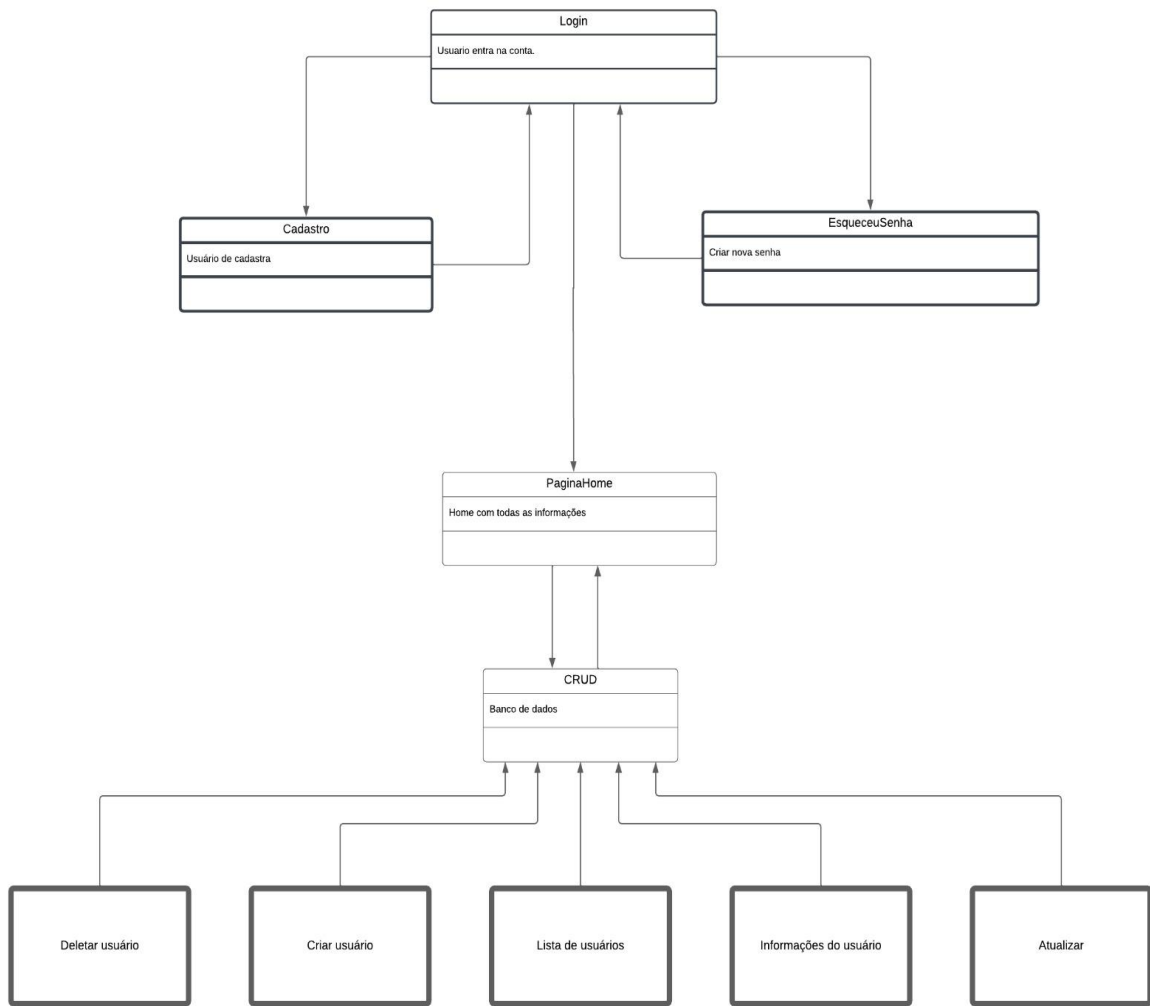 Login
Usuario entra na conta.
Cadastro
Usuário de cadastra
EsqueceuSenha
Criar nova senha
PaginaHome
Home com todas as informações
CRUD
Banco de dados
Deletar usuário
Criar usuário
Lista de usuários
Informações do usuário
Atualizar